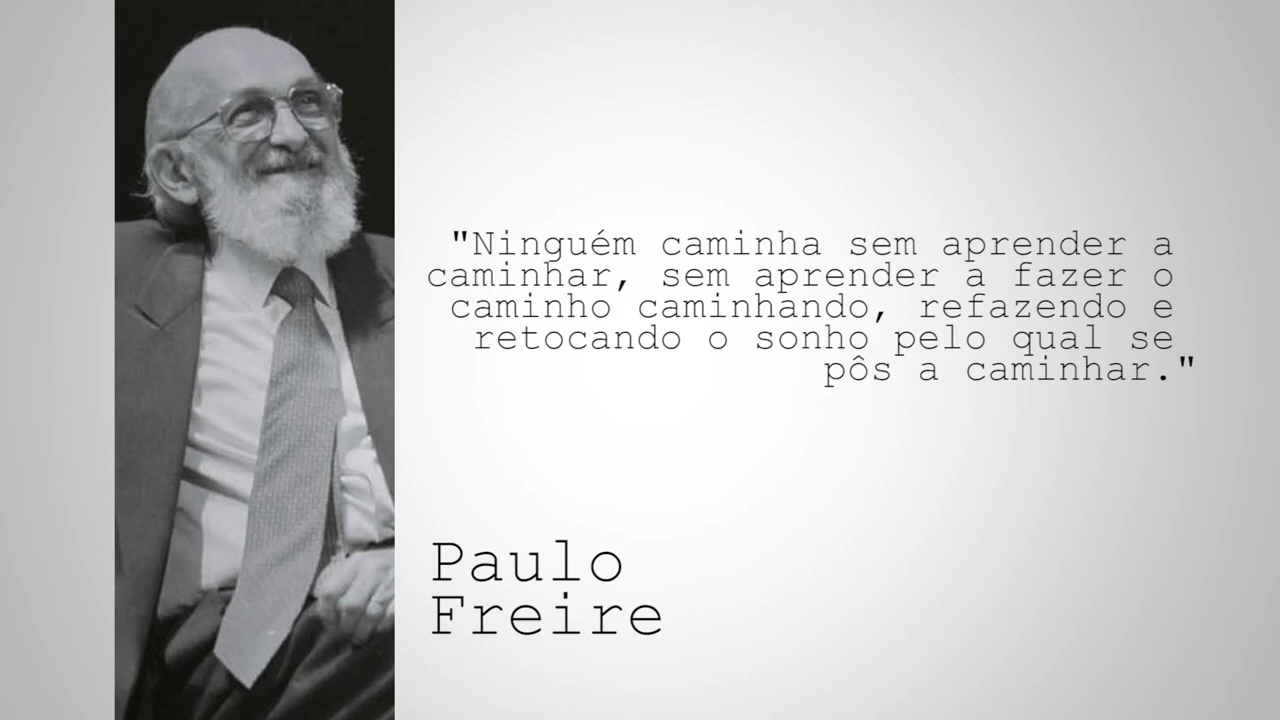 "Ninguém caminha sem aprender a
caminhar, sem aprender a fazer o
caminho caminhando, refazendo e
retocando o sonho pelo qual se
pôs a caminhar."
Paulo
Freire